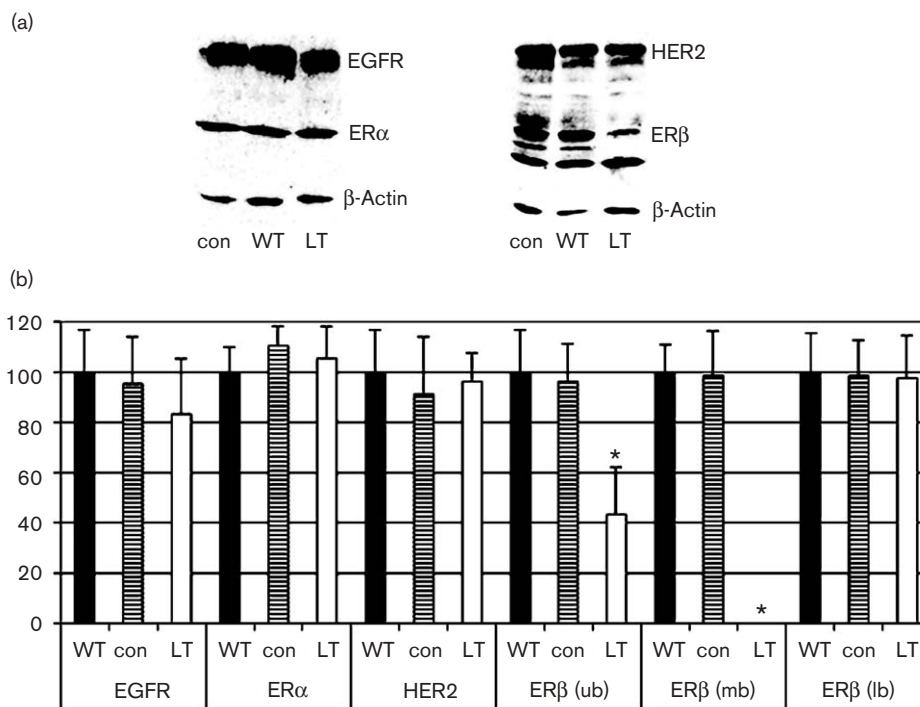 (a)
EGFR
ERα
β-Actin
con WT LT
HER2
ERβ
β-Actin
con WT LT
(b)
120
100
80
60
40
20
0
*
*
WT con LT WT con LT WT con LT WT con LT WT con LT WT con LT
EGFR ERα HER2 ERβ (ub) ERβ (mb) ERβ (lb)